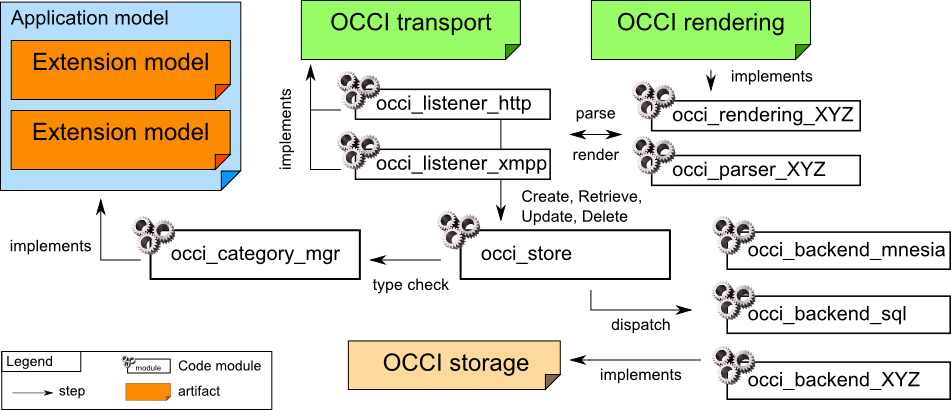 Application model
Extension model
Extension model
OCCI transport
OCCI rendering
implements
implements
occi_listener_http
occi_listener_xmpp
parse
render
occi_rendering_XYZ
occi_parser_XYZ
Create, Retrieve,
Update, Delete
implements
occi_category_mgr
type check
occi_store
dispatch
occi_backend_mnesia
occi_backend_sql
occi_backend_XYZ
implements
OCCI storage
Legend
module
Code module
step
artifact